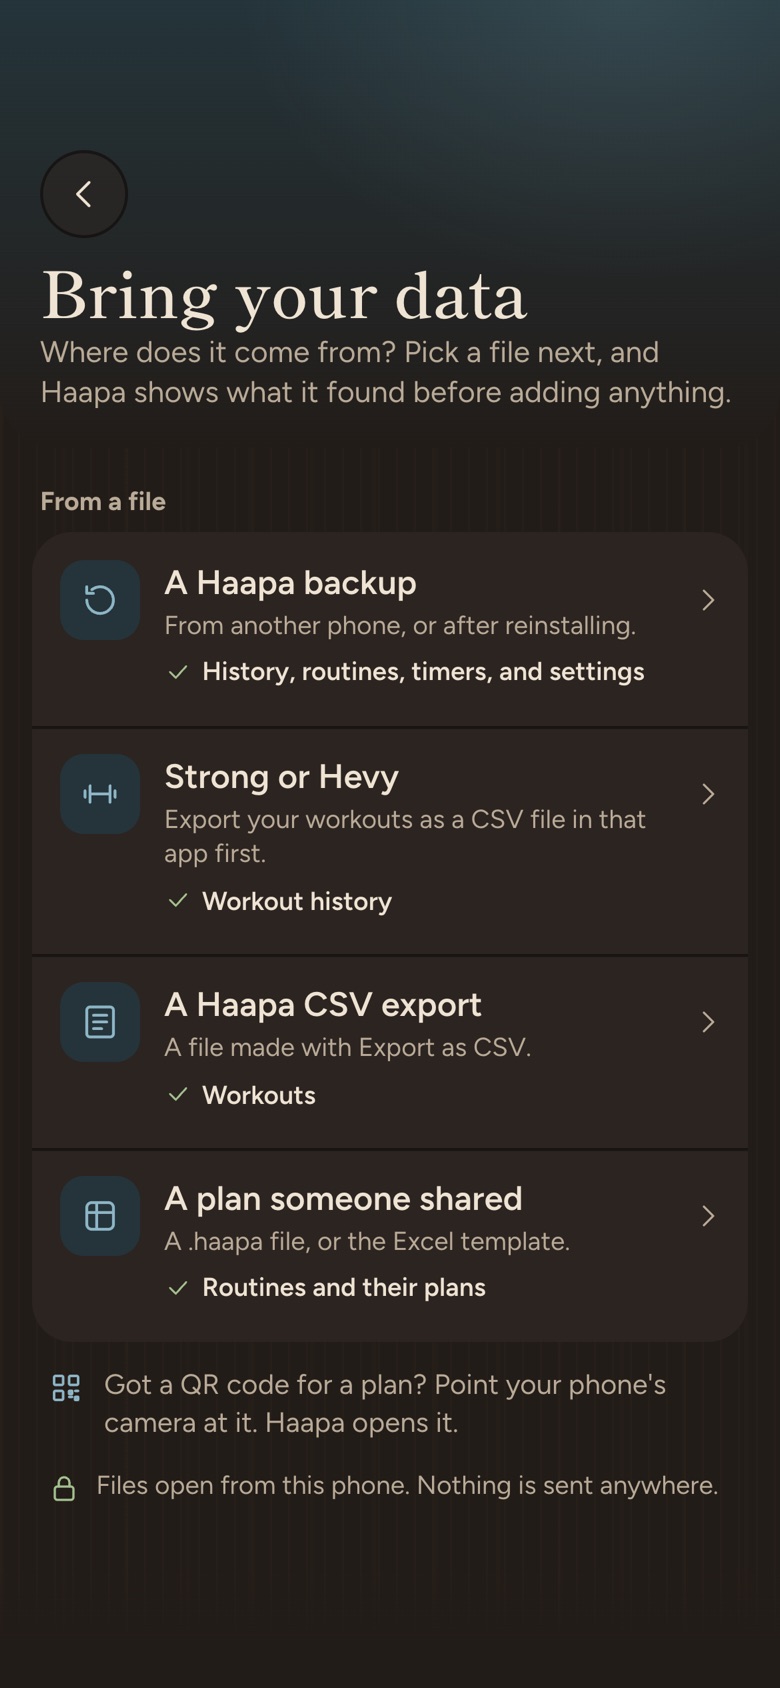 Bring your data
Where does it come from? Pick a file next, and
Haapa shows what it found before adding anything.
From a file
A Haapa backup
From another phone, or after reinstalling.
History, routines, timers, and settings
Strong or Hevy
Export your workouts as a CSV file in that
app first.
Workout history
A Haapa CSV export
A file made with Export as CSV.
Workouts
A plan someone shared
A .haapa file, or the Excel template.
Routines and their plans
Got a QR code for a plan? Point your phone's
camera at it. Haapa opens it.
Files open from this phone. Nothing is sent anywhere.